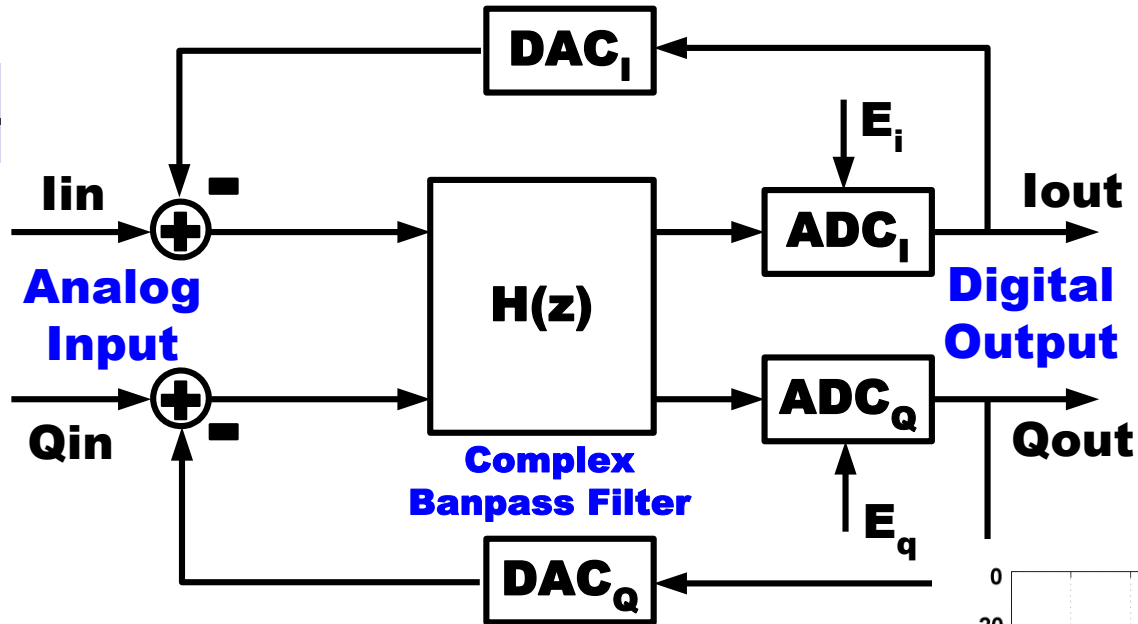 DAC_I
E_i
Iin
Iout
ADC_I
Analog
Input
H(z)
Digital
Output
ADC_Q
Qin
Qout
Complex
Banpass Filter
E_q
DAC_Q
0